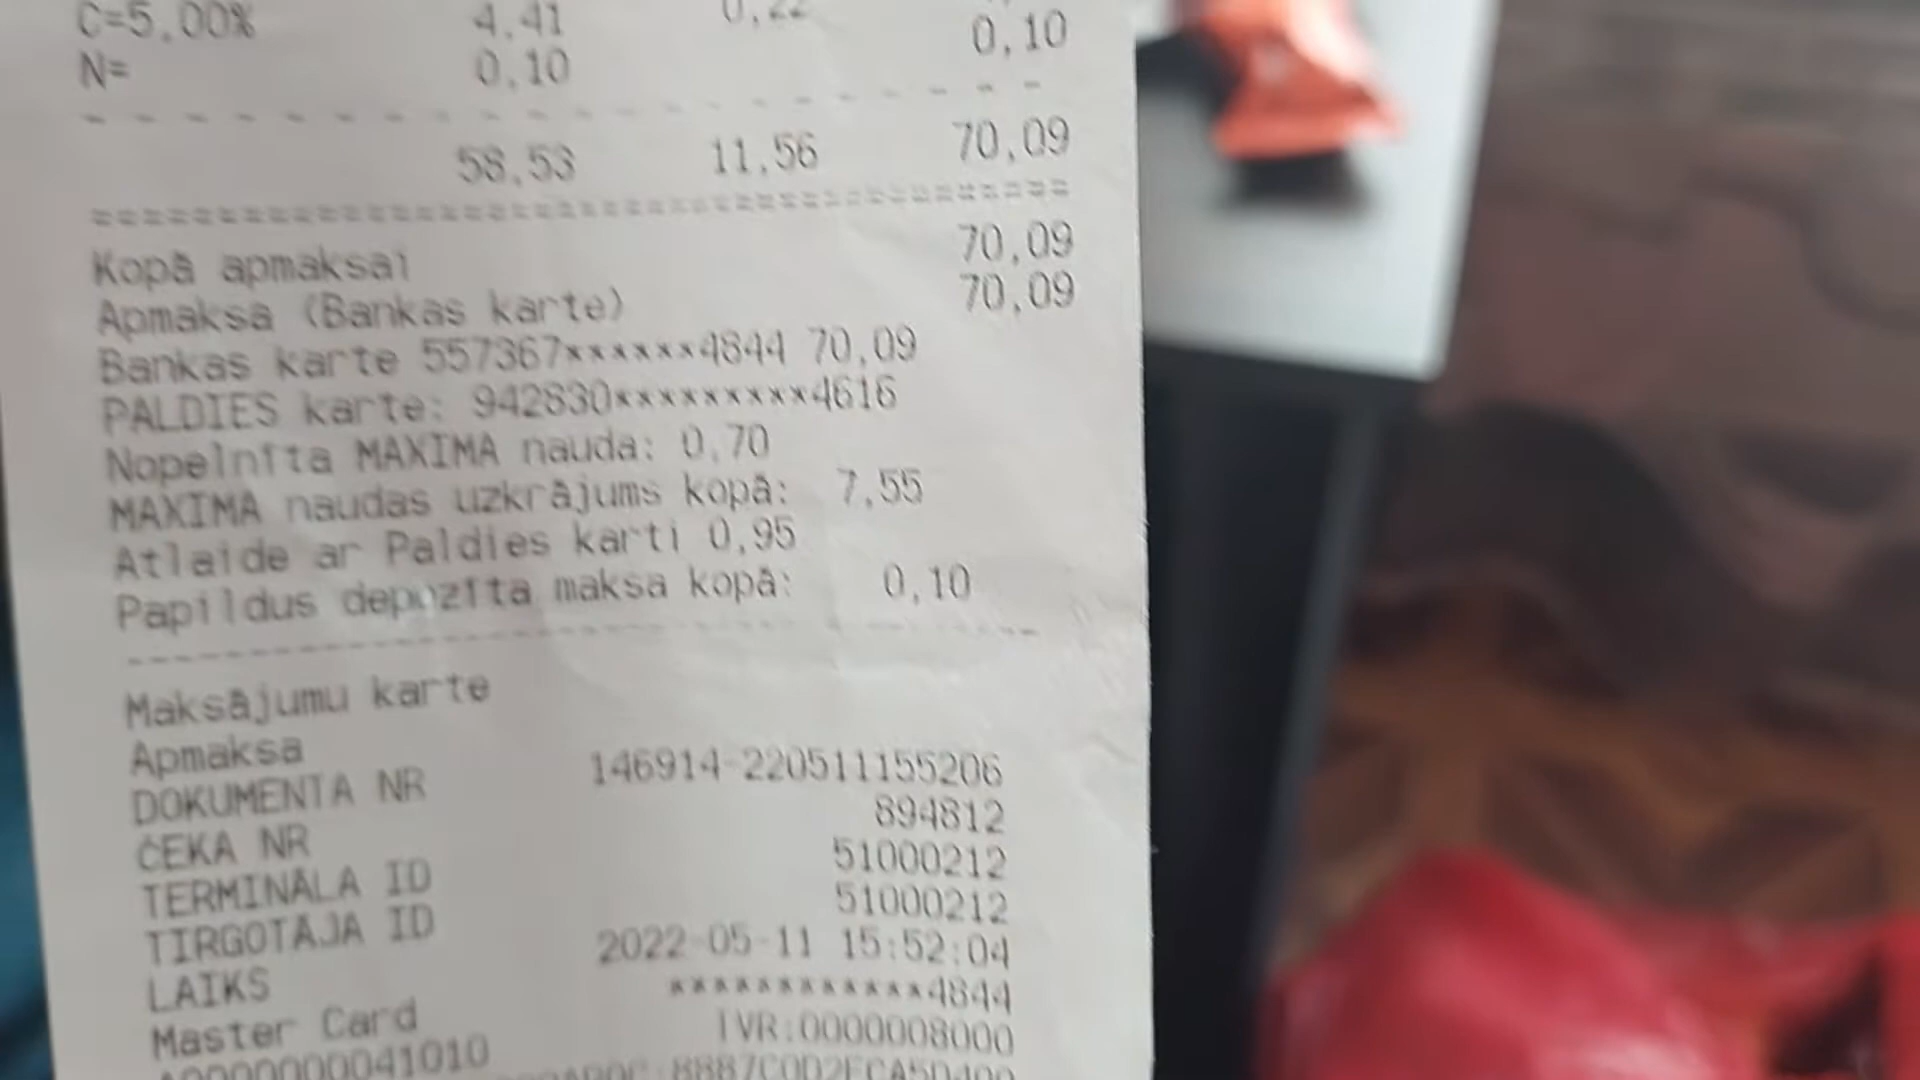 C=5,00% 4,41 0,22
N= 0,10 0,10
58,53 11,56 70,09
Kopā apmaksai 70,09
Apmaksa (Bankas karte) 70,09
Bankas karte 557367******4844 70,09
PALDIES karte: 942830*********4616
Nopelnīta MAXIMA nauda: 0,70
MAXIMA naudas uzkrājums kopā: 7,55
Atlaide ar Paldies karti 0,95
Papildus depozīta maksa kopā: 0,10
Maksājumu karte
Apmaksa
DOKUMENTA NR 146914-220511155206
ČEKA NR 894812
TERMINĀLA ID 51000212
TIRGOTĀJA ID 51000212
LAIKS 2022-05-11 15:52:04
Master Card ************4844
A0000000041010 TVR:0000008000